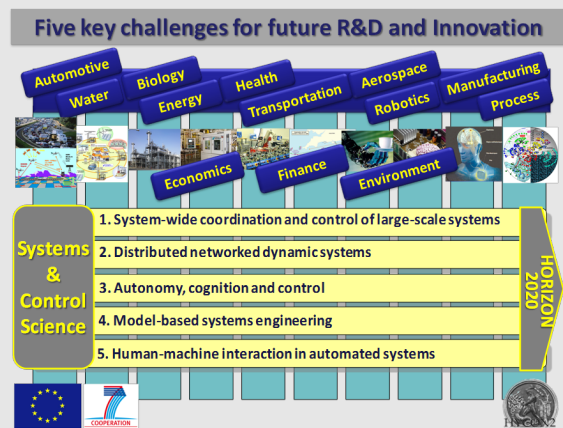 Five key challenges for future R&D and Innovation
Automotive
Water
Biology
Energy
Health
Transportation
Aerospace
Robotics
Manufacturing
Process
Economics
Finance
Environment
Systems
&
Control
Science
1. System-wide coordination and control of large-scale systems
2. Distributed networked dynamic systems
3. Autonomy, cognition and control
4. Model-based systems engineering
5. Human-machine interaction in automated systems
HORIZON
2020
7
COOPERATION